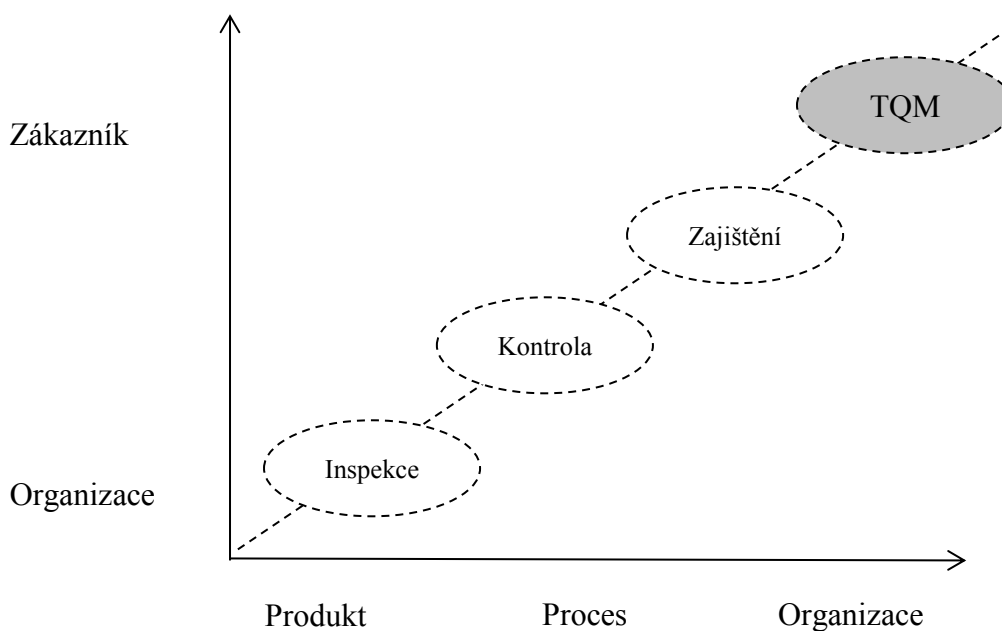 TQM
Zákazník
Zajištění
Kontrola
Inspekce
Organizace
Produkt
Proces
Organizace